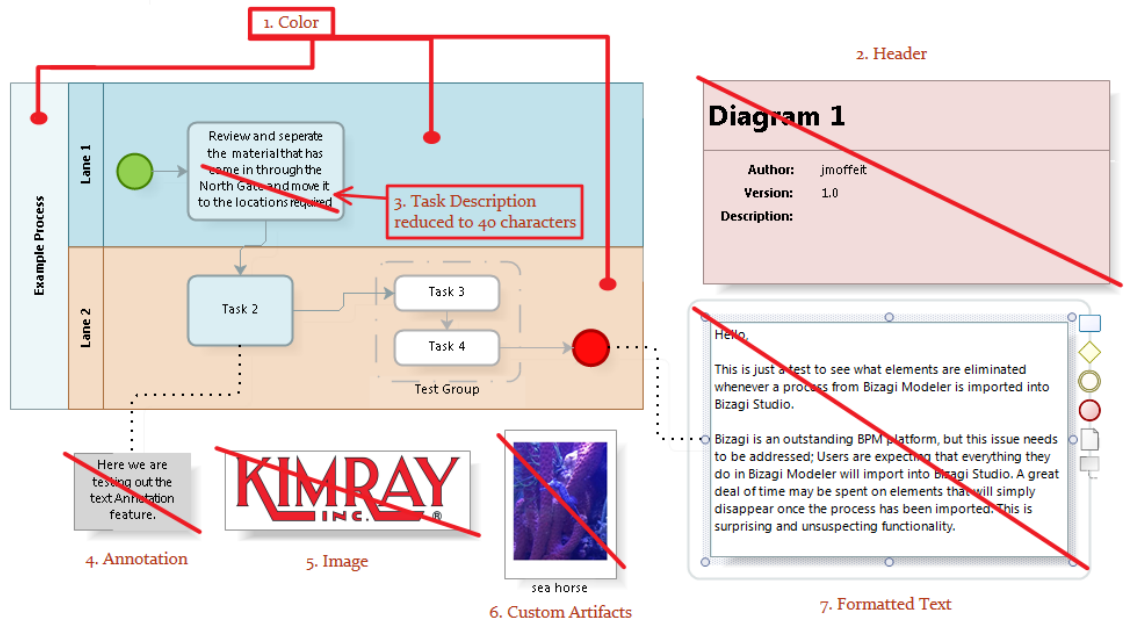 1. Color
2. Header
Diagram 1
Author: jmoffeit
Version: 1.0
Description:
Example Process
Lane 1
Review and seperate
the material that has
come in through the
North Gate and move it
to the locations required
3. Task Description
reduced to 40 characters
Lane 2
Task 2
Task 3
Task 4
Test Group
Hello,
This is just a test to see what elements are eliminated
whenever a process from Bizagi Modeler is imported into
Bizagi Studio.
Bizagi is an outstanding BPM platform, but this issue needs
to be addressed; Users are expecting that everything they
do in Bizagi Modeler will import into Bizagi Studio. A great
deal of time may be spent on elements that will simply
disappear once the process has been imported. This is
surprising and unsuspecting functionality.
Here we are
testing out the
text Annotation
feature.
4. Annotation
KIMRAY
INC. ®
5. Image
sea horse
6. Custom Artifacts
7. Formatted Text